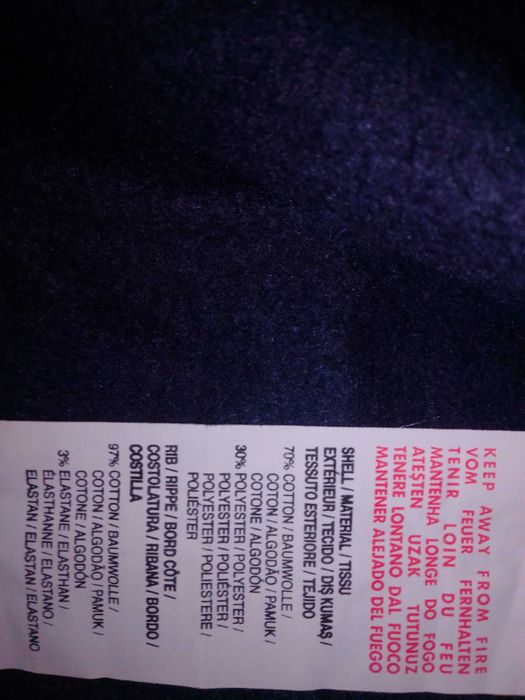 KEEP AWAY FROM FIRE
VOM FEUER FERNHALTEN
TENIR LOIN DU FEU
MANTENHA LONGE DO FOGO
ATEŞTEN UZAK TUTUNUZ
TENERE LONTANO DAL FUOCO
MANTENER ALEJADO DEL FUEGO
SHELL / MATERIAL / TISSU
EXTÉRIEUR / TECIDO / DIŞ KUMAŞ /
TESSUTO ESTERIORE / TEJIDO
70% COTTON / BAUMWOLLE /
COTON / ALGODÃO / PAMUK /
COTONE / ALGODÓN
30% POLYESTER / POLYESTER /
POLYESTER / POLIÉSTER /
POLYESTER / POLIESTERE /
POLIÉSTER
RIB / RIPPE / BORD CÔTE /
COSTOLATURA / RIBANA / BORDO /
COSTILLA
97% COTTON / BAUMWOLLE /
COTON / ALGODÃO / PAMUK /
COTONE / ALGODÓN
3% ELASTANE / ELASTHAN /
ÉLASTHANNE / ELASTANO /
ELASTAN / ELASTAN / ELASTANO